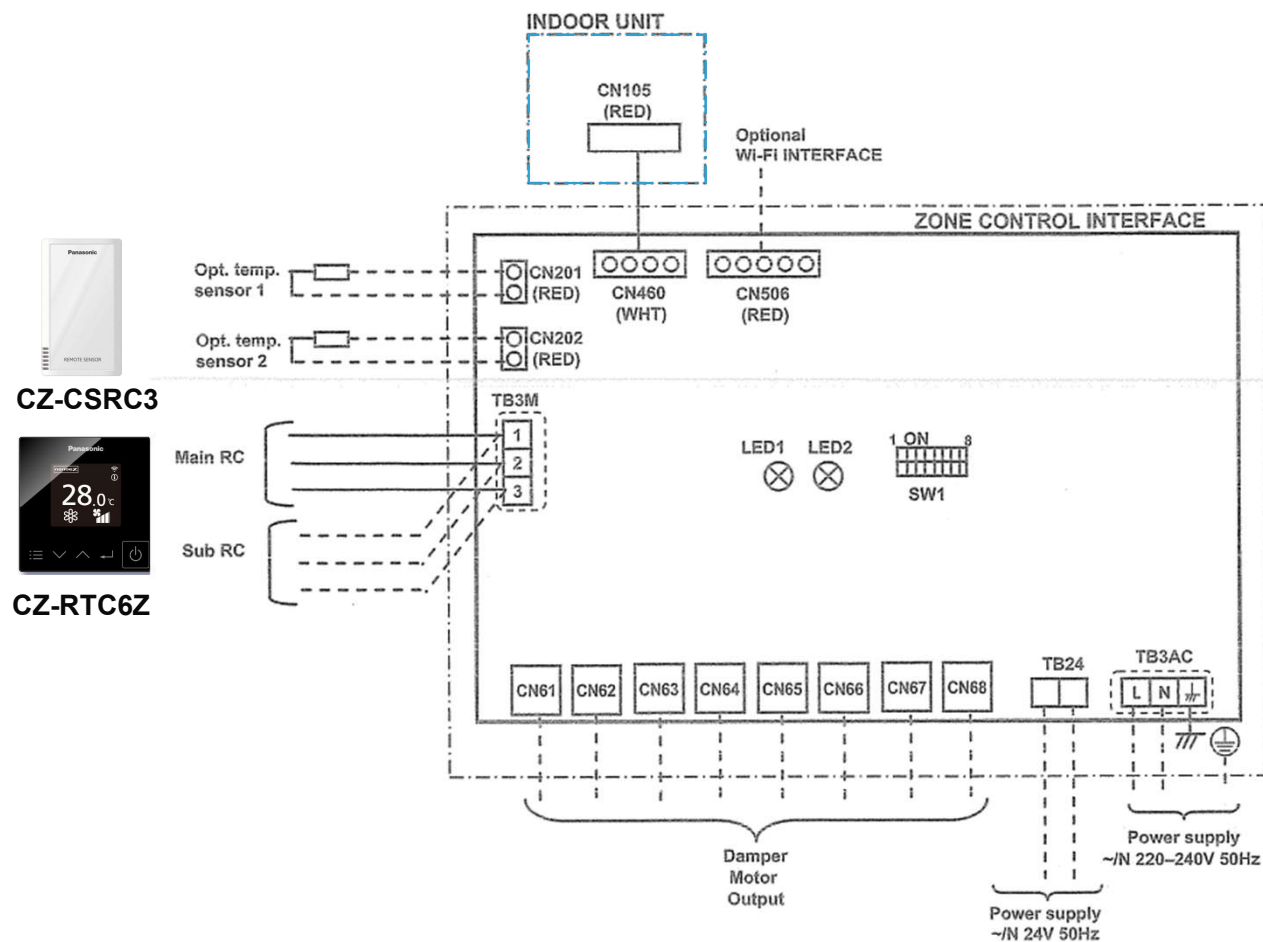 INDOOR UNIT
CN105
(RED)
Optional
Wi-Fi INTERFACE
ZONE CONTROL INTERFACE
Panasonic
REMOTE SENSOR
CZ-CSRC3
Opt. temp.
sensor 1
CN201
(RED)
CN460
(WHT)
CN506
(RED)
Opt. temp.
sensor 2
CN202
(RED)
Panasonic
28.0℃
CZ-RTC6Z
Main RC
Sub RC
TB3M
1
2
3
LED1 LED2
1 ON 8
SW1
CN61 CN62 CN63 CN64 CN65 CN66 CN67 CN68
TB24
TB3AC
L N
Damper
Motor
Output
Power supply
~/N 24V 50Hz
Power supply
~/N 220–240V 50Hz